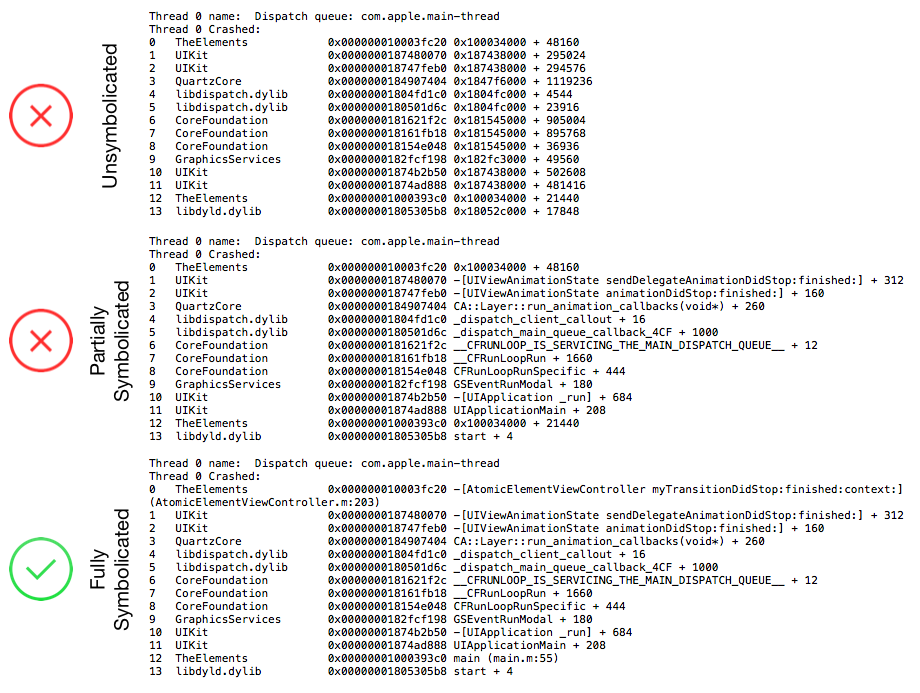 Unsymbolicated
Thread 0 name:  Dispatch queue: com.apple.main-thread
Thread 0 Crashed:
0   TheElements            0x000000010003fc20 0x100034000 + 48160
1   UIKit                  0x0000000187480070 0x187438000 + 295024
2   UIKit                  0x000000018747feb0 0x187438000 + 294576
3   QuartzCore             0x0000000184907404 0x1847f6000 + 1119236
4   libdispatch.dylib      0x00000001804fd1c0 0x1804fc000 + 4544
5   libdispatch.dylib      0x0000000180501d6c 0x1804fc000 + 23916
6   CoreFoundation         0x0000000181621f2c 0x181545000 + 905004
7   CoreFoundation         0x000000018161fb18 0x181545000 + 895768
8   CoreFoundation         0x000000018154e048 0x181545000 + 36936
9   GraphicsServices       0x0000000182fcf198 0x182fc3000 + 49560
10  UIKit                  0x00000001874b2b50 0x187438000 + 502608
11  UIKit                  0x00000001874ad888 0x187438000 + 481416
12  TheElements            0x00000001000393c0 0x100034000 + 21440
13  libdyld.dylib          0x00000001805305b8 0x18052c000 + 17848
Partially
Symbolicated
Thread 0 name:  Dispatch queue: com.apple.main-thread
Thread 0 Crashed:
0   TheElements            0x000000010003fc20 0x100034000 + 48160
1   UIKit                  0x0000000187480070 -[UIViewAnimationState sendDelegateAnimationDidStop:finished:] + 312
2   UIKit                  0x000000018747feb0 -[UIViewAnimationState animationDidStop:finished:] + 160
3   QuartzCore             0x0000000184907404 CA::Layer::run_animation_callbacks(void*) + 260
4   libdispatch.dylib      0x00000001804fd1c0 _dispatch_client_callout + 16
5   libdispatch.dylib      0x0000000180501d6c _dispatch_main_queue_callback_4CF + 1000
6   CoreFoundation         0x0000000181621f2c __CFRUNLOOP_IS_SERVICING_THE_MAIN_DISPATCH_QUEUE__ + 12
7   CoreFoundation         0x000000018161fb18 __CFRunLoopRun + 1660
8   CoreFoundation         0x000000018154e048 CFRunLoopRunSpecific + 444
9   GraphicsServices       0x0000000182fcf198 GSEventRunModal + 180
10  UIKit                  0x00000001874b2b50 -[UIApplication _run] + 684
11  UIKit                  0x00000001874ad888 UIApplicationMain + 208
12  TheElements            0x00000001000393c0 0x100034000 + 21440
13  libdyld.dylib          0x00000001805305b8 start + 4
Fully
Symbolicated
Thread 0 name:  Dispatch queue: com.apple.main-thread
Thread 0 Crashed:
0   TheElements            0x000000010003fc20 -[AtomicElementViewController myTransitionDidStop:finished:context:]
(AtomicElementViewController.m:203)
1   UIKit                  0x0000000187480070 -[UIViewAnimationState sendDelegateAnimationDidStop:finished:] + 312
2   UIKit                  0x000000018747feb0 -[UIViewAnimationState animationDidStop:finished:] + 160
3   QuartzCore             0x0000000184907404 CA::Layer::run_animation_callbacks(void*) + 260
4   libdispatch.dylib      0x00000001804fd1c0 _dispatch_client_callout + 16
5   libdispatch.dylib      0x0000000180501d6c _dispatch_main_queue_callback_4CF + 1000
6   CoreFoundation         0x0000000181621f2c __CFRUNLOOP_IS_SERVICING_THE_MAIN_DISPATCH_QUEUE__ + 12
7   CoreFoundation         0x000000018161fb18 __CFRunLoopRun + 1660
8   CoreFoundation         0x000000018154e048 CFRunLoopRunSpecific + 444
9   GraphicsServices       0x0000000182fcf198 GSEventRunModal + 180
10  UIKit                  0x00000001874b2b50 -[UIApplication _run] + 684
11  UIKit                  0x00000001874ad888 UIApplicationMain + 208
12  TheElements            0x00000001000393c0 main (main.m:55)
13  libdyld.dylib          0x00000001805305b8 start + 4